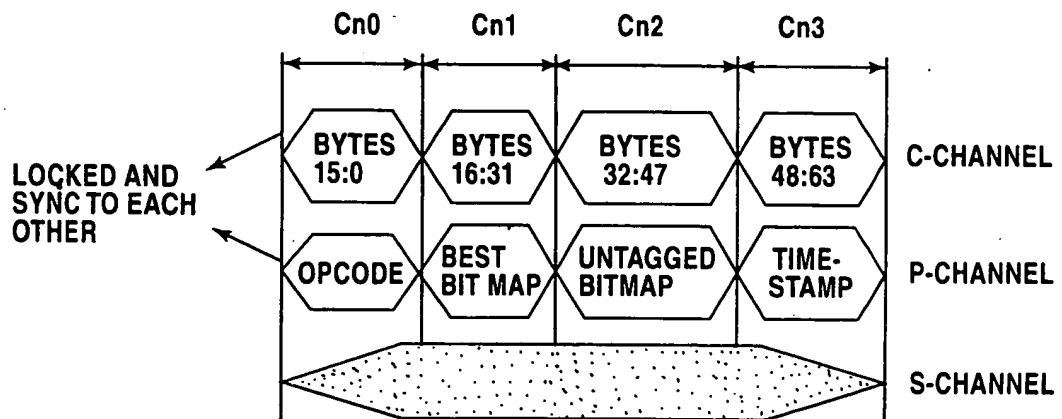 Cn0 Cn1 Cn2 Cn3
BYTES 15:0
BYTES 16:31
BYTES 32:47
BYTES 48:63
C-CHANNEL
LOCKED AND
SYNC TO EACH
OTHER
OPCODE
BEST
BIT MAP
UNTAGGED
BITMAP
TIME-
STAMP
P-CHANNEL
S-CHANNEL